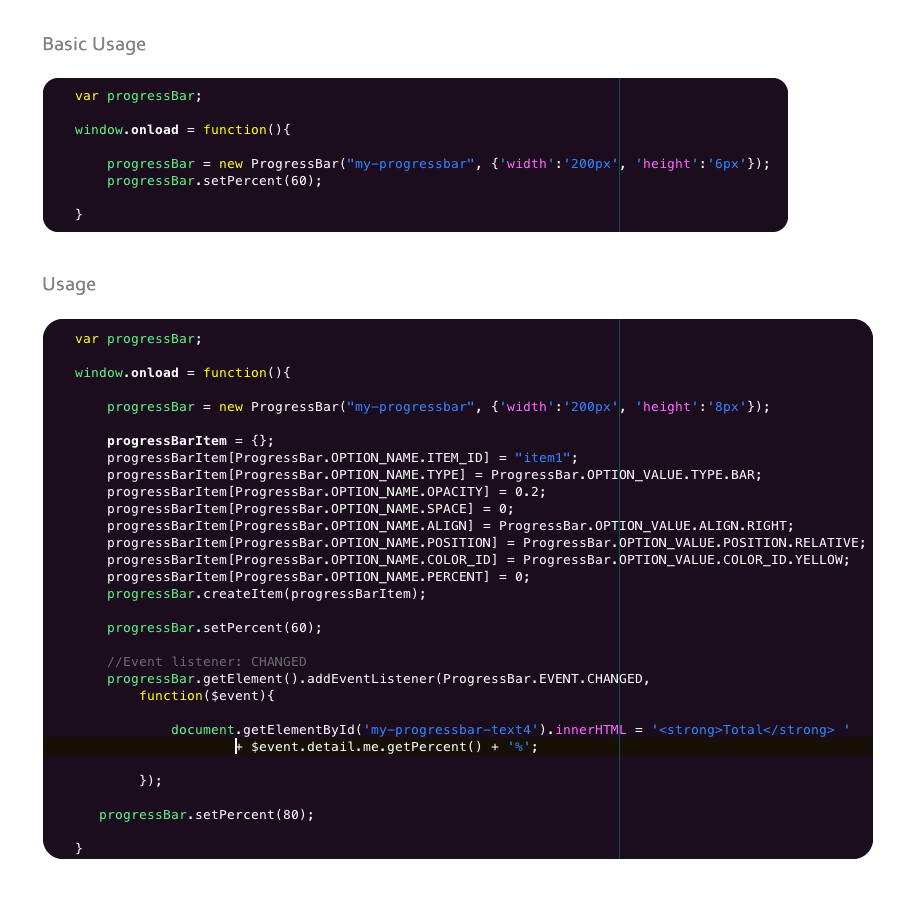 Basic Usage
var progressBar;
window.onload = function(){
progressBar = new ProgressBar("my-progressbar", {'width':'200px', 'height':'6px'});
progressBar.setPercent(60);
}
Usage
var progressBar;
window.onload = function(){
progressBar = new ProgressBar("my-progressbar", {'width':'200px', 'height':'8px'});
progressBarItem = {};
progressBarItem[ProgressBar.OPTION_NAME.ITEM_ID] = "item1";
progressBarItem[ProgressBar.OPTION_NAME.TYPE] = ProgressBar.OPTION_VALUE.TYPE.BAR;
progressBarItem[ProgressBar.OPTION_NAME.OPACITY] = 0.2;
progressBarItem[ProgressBar.OPTION_NAME.SPACE] = 0;
progressBarItem[ProgressBar.OPTION_NAME.ALIGN] = ProgressBar.OPTION_VALUE.ALIGN.RIGHT;
progressBarItem[ProgressBar.OPTION_NAME.POSITION] = ProgressBar.OPTION_VALUE.POSITION.RELATIVE;
progressBarItem[ProgressBar.OPTION_NAME.COLOR_ID] = ProgressBar.OPTION_VALUE.COLOR_ID.YELLOW;
progressBarItem[ProgressBar.OPTION_NAME.PERCENT] = 0;
progressBar.createItem(progressBarItem);
progressBar.setPercent(60);
//Event listener: CHANGED
progressBar.getElement().addEventListener(ProgressBar.EVENT.CHANGED,
function($event){
document.getElementById('my-progressbar-text4').innerHTML = '<strong>Total</strong> '
+ $event.detail.me.getPercent() + '%';
});
progressBar.setPercent(80);
}